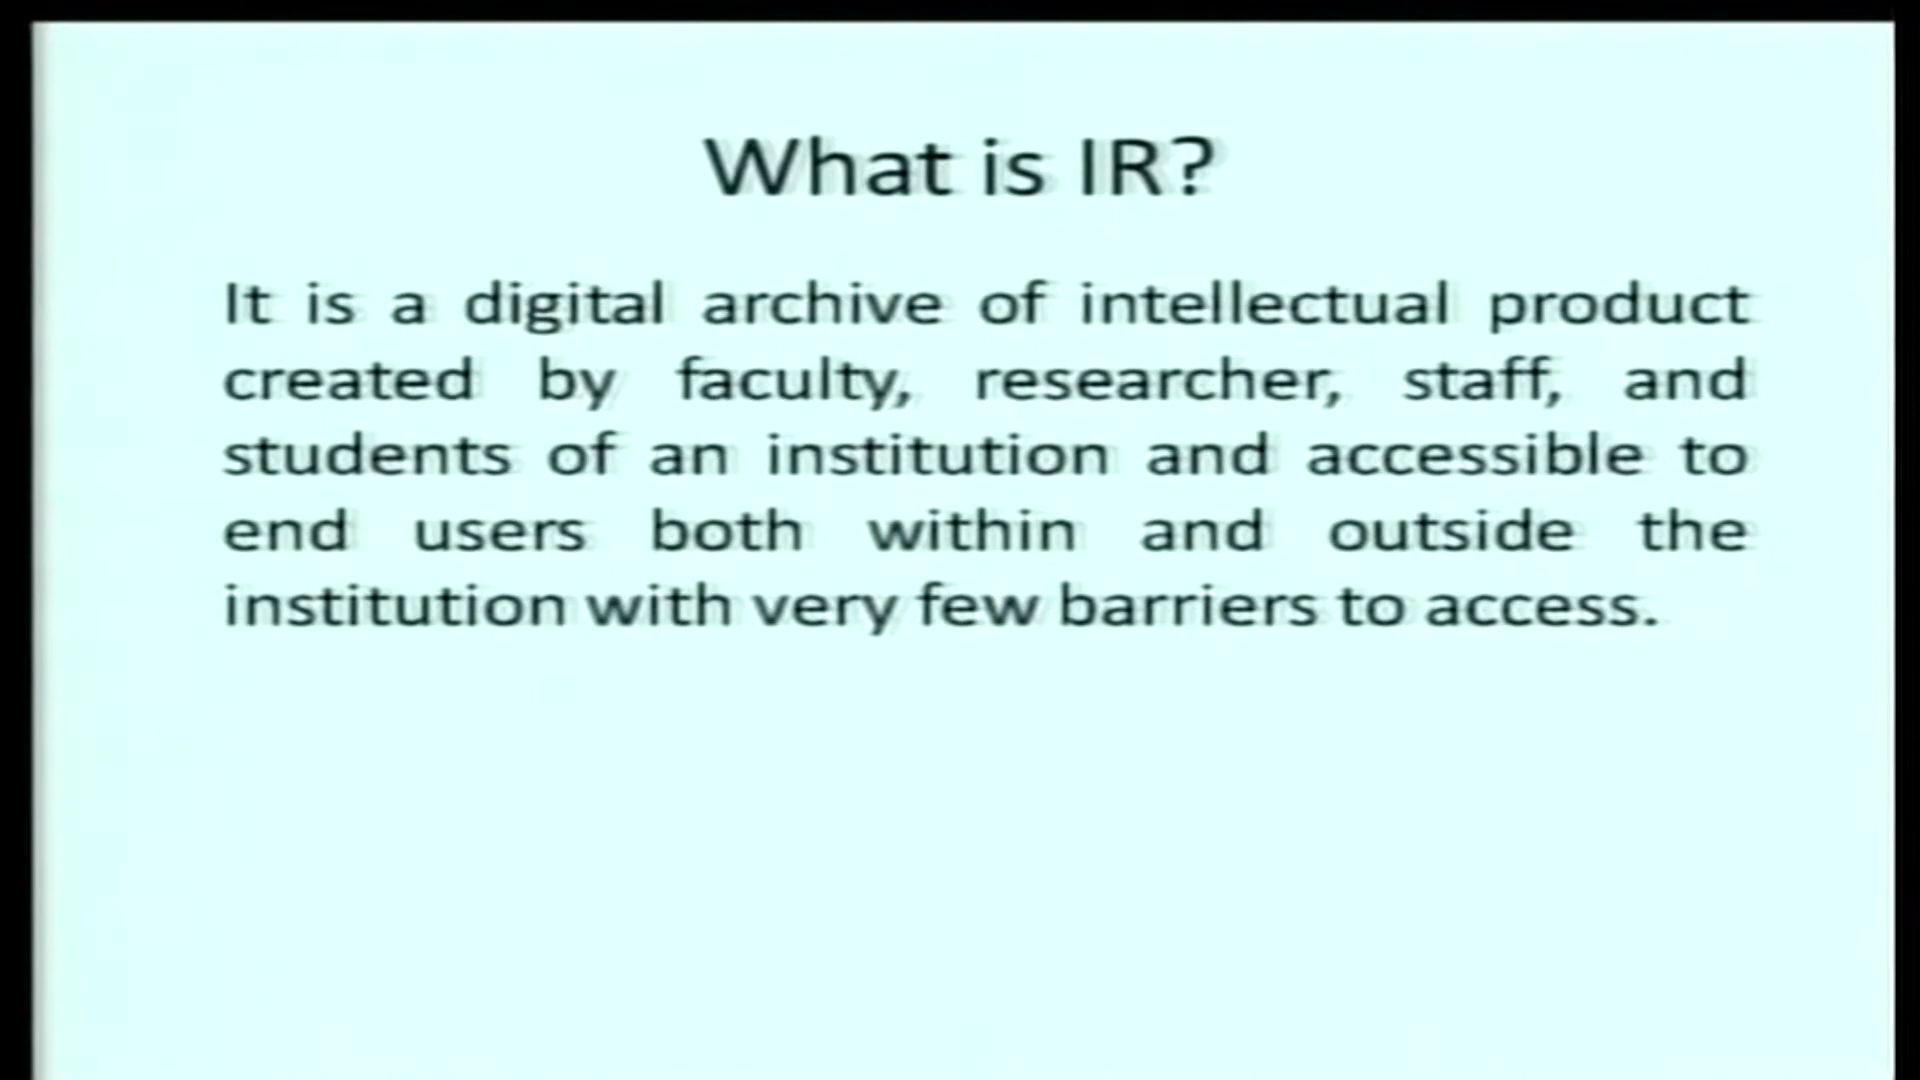 What is IR?
It is a digital archive of intellectual product
created by faculty, researcher, staff, and
students of an institution and accessible to
end users both within and outside the
institution with very few barriers to access.